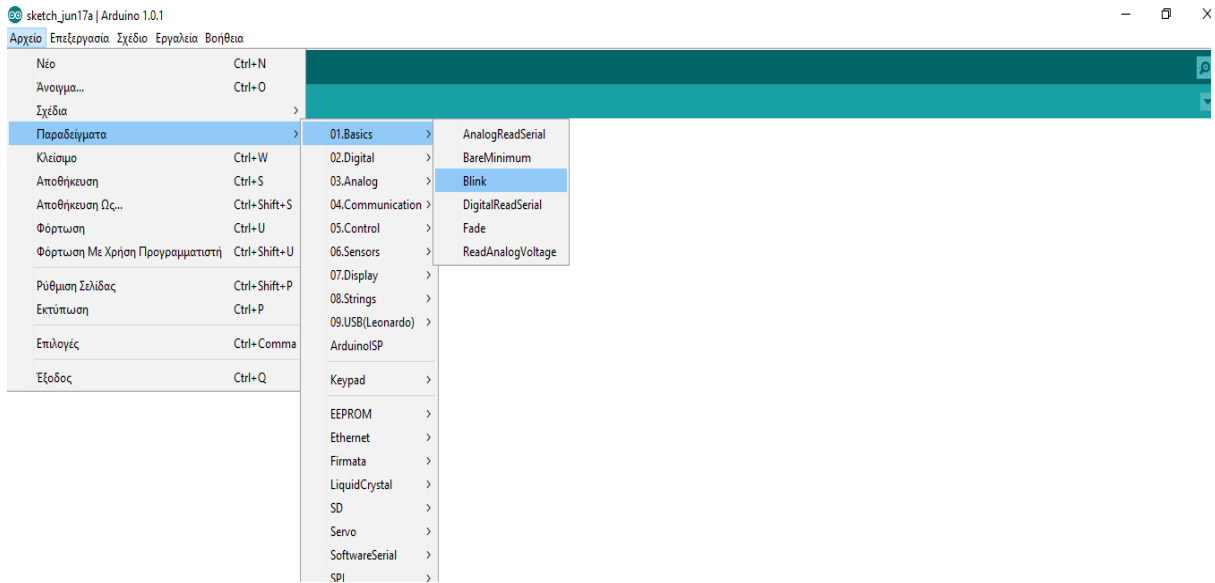 sketch_jun17a | Arduino 1.0.1
Αρχείο Επεξεργασία Σχέδιο Εργαλεία Βοήθεια
Νέο Ctrl+N
Άνοιγμα... Ctrl+O
Σχέδια
Παραδείγματα
Κλείσιμο Ctrl+W
Αποθήκευση Ctrl+S
Αποθήκευση Ως... Ctrl+Shift+S
Φόρτωση Ctrl+U
Φόρτωση Με Χρήση Προγραμματιστή Ctrl+Shift+U
Ρύθμιση Σελίδας Ctrl+Shift+P
Εκτύπωση Ctrl+P
Επιλογές Ctrl+Comma
Έξοδος Ctrl+Q
01.Basics
02.Digital
03.Analog
04.Communication
05.Control
06.Sensors
07.Display
08.Strings
09.USB(Leonardo)
ArduinoISP
Keypad
EEPROM
Ethernet
Firmata
LiquidCrystal
SD
Servo
SoftwareSerial
SPI
AnalogReadSerial
BareMinimum
Blink
DigitalReadSerial
Fade
ReadAnalogVoltage